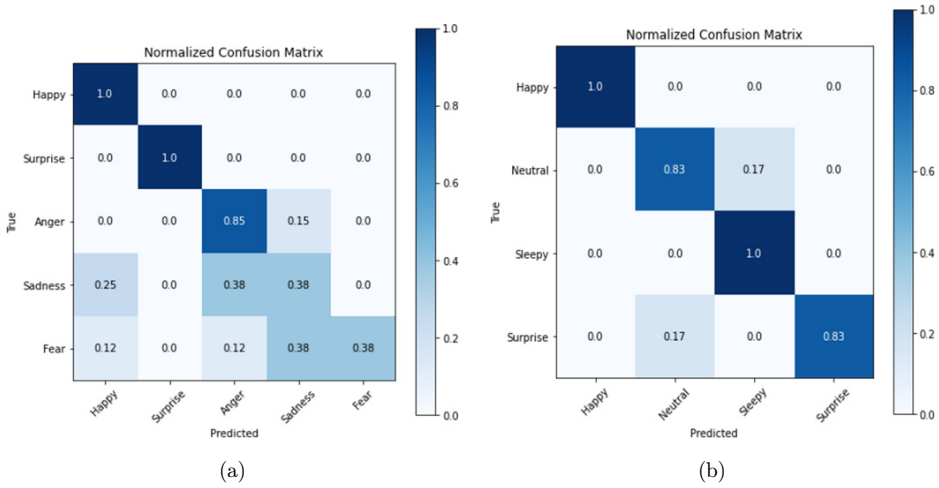 Normalized Confusion Matrix
True
Happy 1.0 0.0 0.0 0.0 0.0
Surprise 0.0 1.0 0.0 0.0 0.0
Anger 0.0 0.0 0.85 0.15 0.0
Sadness 0.25 0.0 0.38 0.38 0.0
Fear 0.12 0.0 0.12 0.38 0.38
Happy Surprise Anger Sadness Fear
Predicted
1.0
0.8
0.6
0.4
0.2
0.0
(a)
Normalized Confusion Matrix
True
Happy 1.0 0.0 0.0 0.0
Neutral 0.0 0.83 0.17 0.0
Sleepy 0.0 0.0 1.0 0.0
Surprise 0.0 0.17 0.0 0.83
Happy Neutral Sleepy Surprise
Predicted
1.0
0.8
0.6
0.4
0.2
0.0
(b)